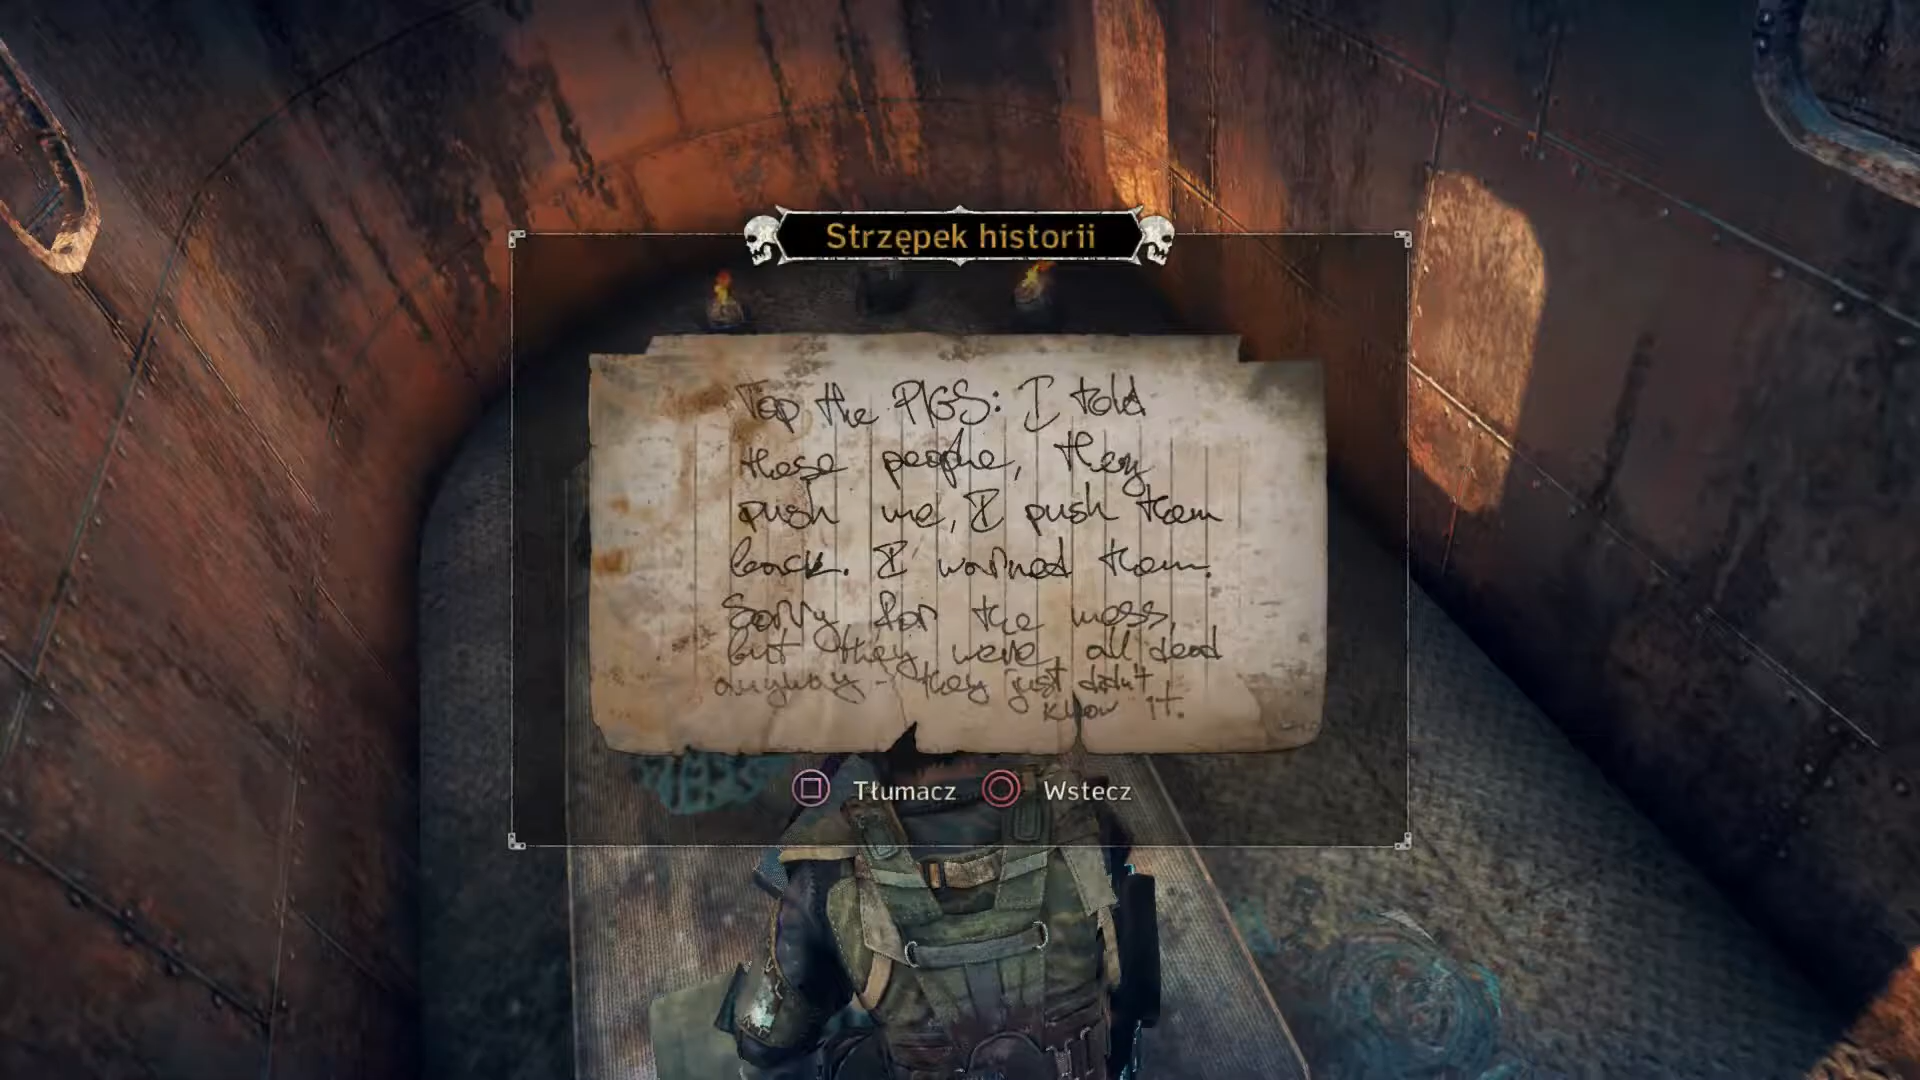 Strzępek historii
Top the PIGS: I told
these people, they
push me, I push them
back. I warned them.
Sorry for the mess,
but they were all dead
anyway - they just didn't
know it.
Tłumacz Wstecz